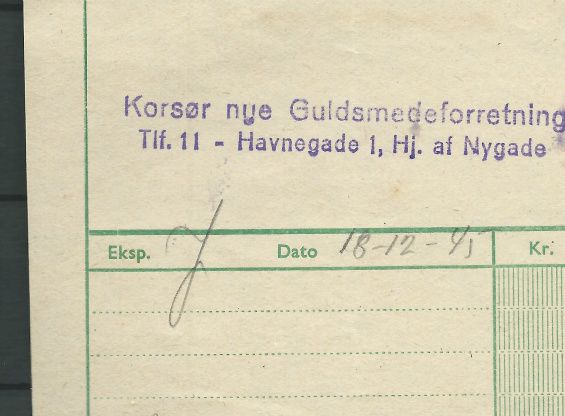 Korsør nye Guldsmedeforretning
Tlf. 11 - Havnegade 1, Hj. af Nygade
Eksp. J Dato 18-12-45 Kr.